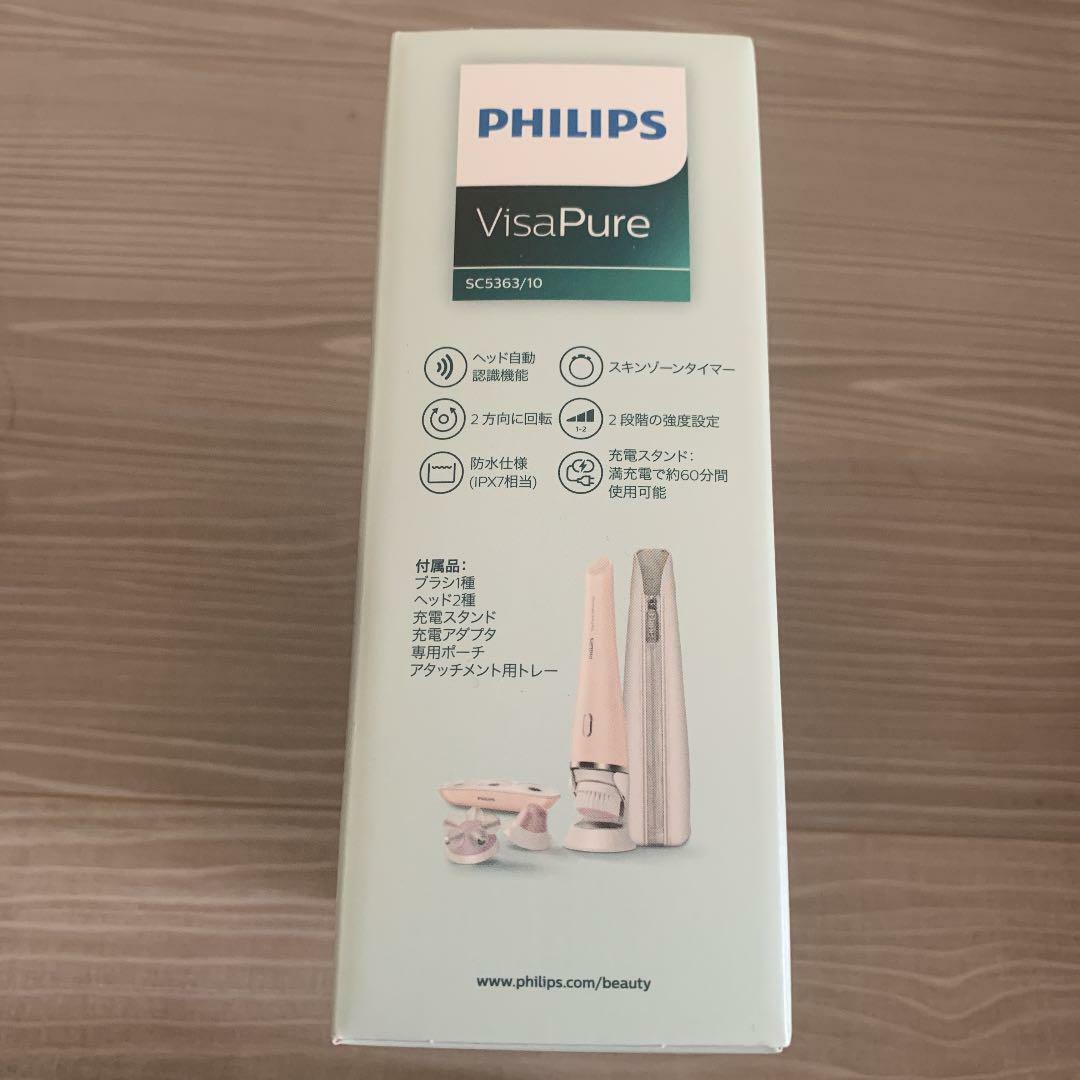 PHILIPS
VisaPure
SC5363/10
ヘッド自動
認識機能
スキンゾーンタイマー
2方向に回転
1-2
2段階の強度設定
防水仕様
(IPX7相当)
充電スタンド:
満充電で約60分間
使用可能
付属品:
ブラシ1種
ヘッド2種
充電スタンド
充電アダプタ
専用ポーチ
アタッチメント用トレー
PHILIPS
www.philips.com/beauty